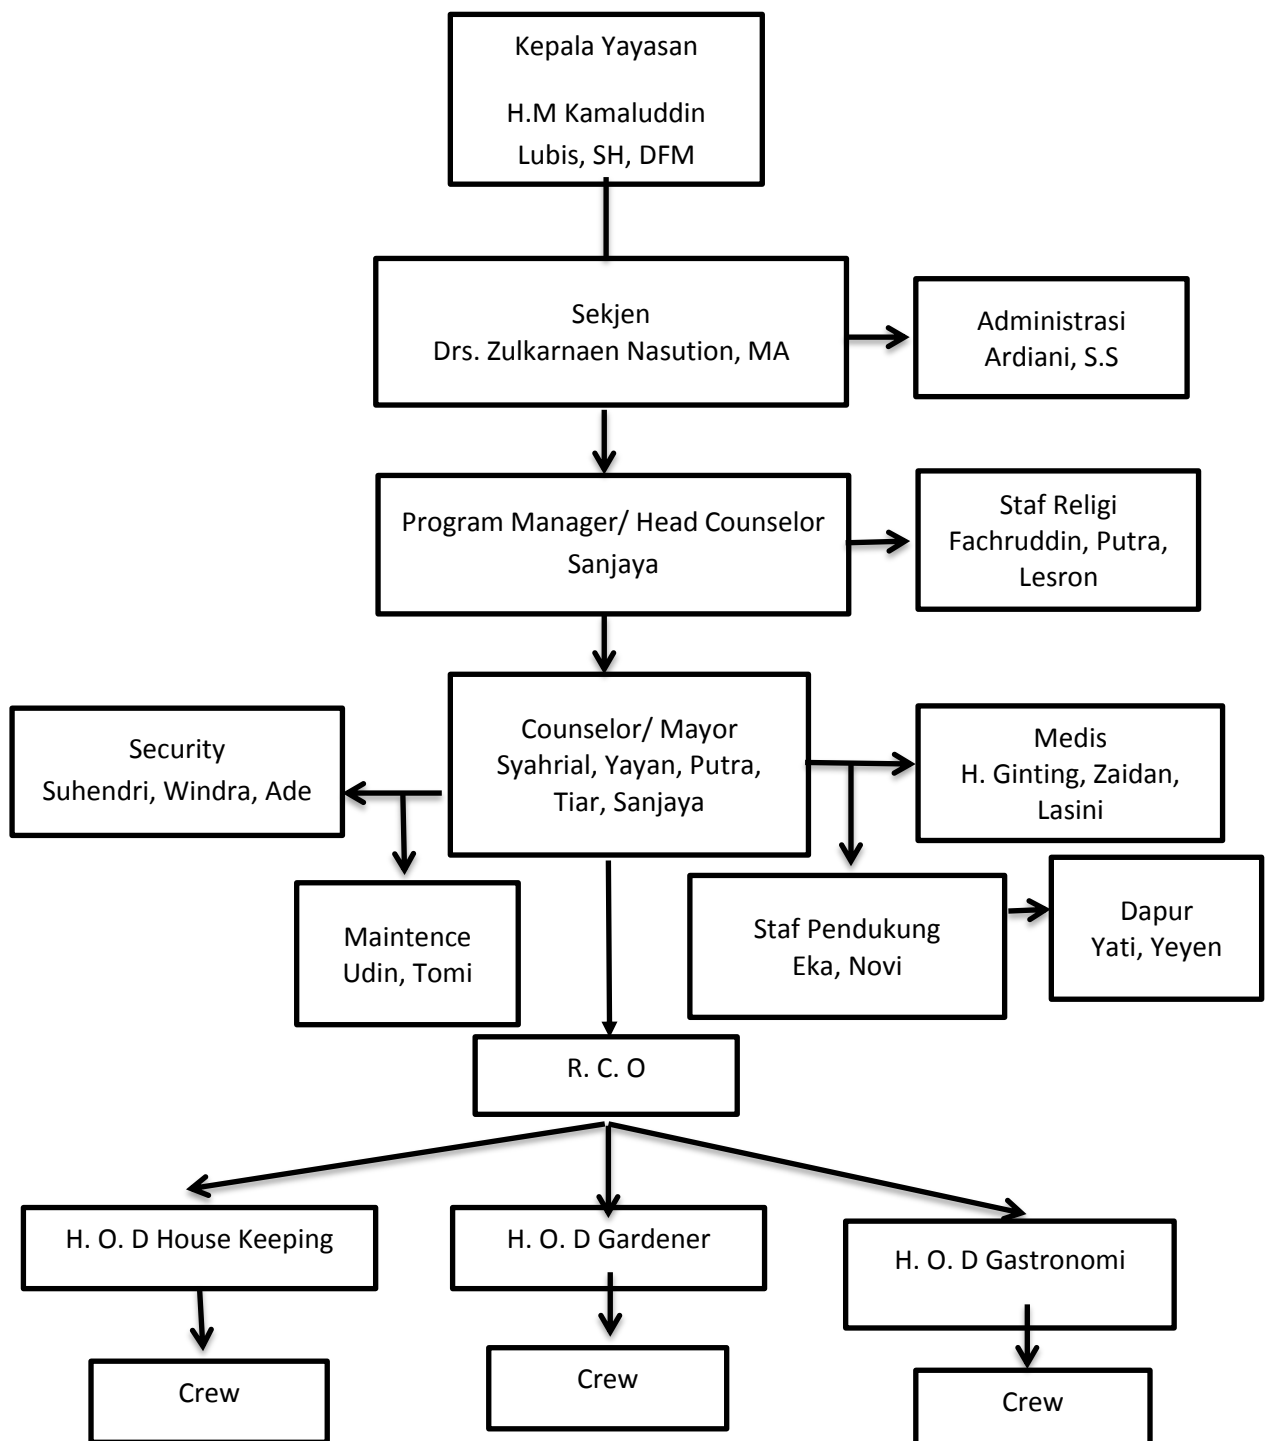 Kepala Yayasan
H.M Kamaluddin
Lubis, SH, DFM
Sekjen
Drs. Zulkarnaen Nasution, MA
Administrasi
Ardiani, S.S
Program Manager/ Head Counselor
Sanjaya
Staf Religi
Fachruddin, Putra,
Lesron
Security
Suhendri, Windra, Ade
Counselor/ Mayor
Syahrial, Yayan, Putra,
Tiar, Sanjaya
Medis
H. Ginting, Zaidan,
Lasini
Maintence
Udin, Tomi
Staf Pendukung
Eka, Novi
Dapur
Yati, Yeyen
R. C. O
H. O. D House Keeping
H. O. D Gardener
H. O. D Gastronomi
Crew
Crew
Crew